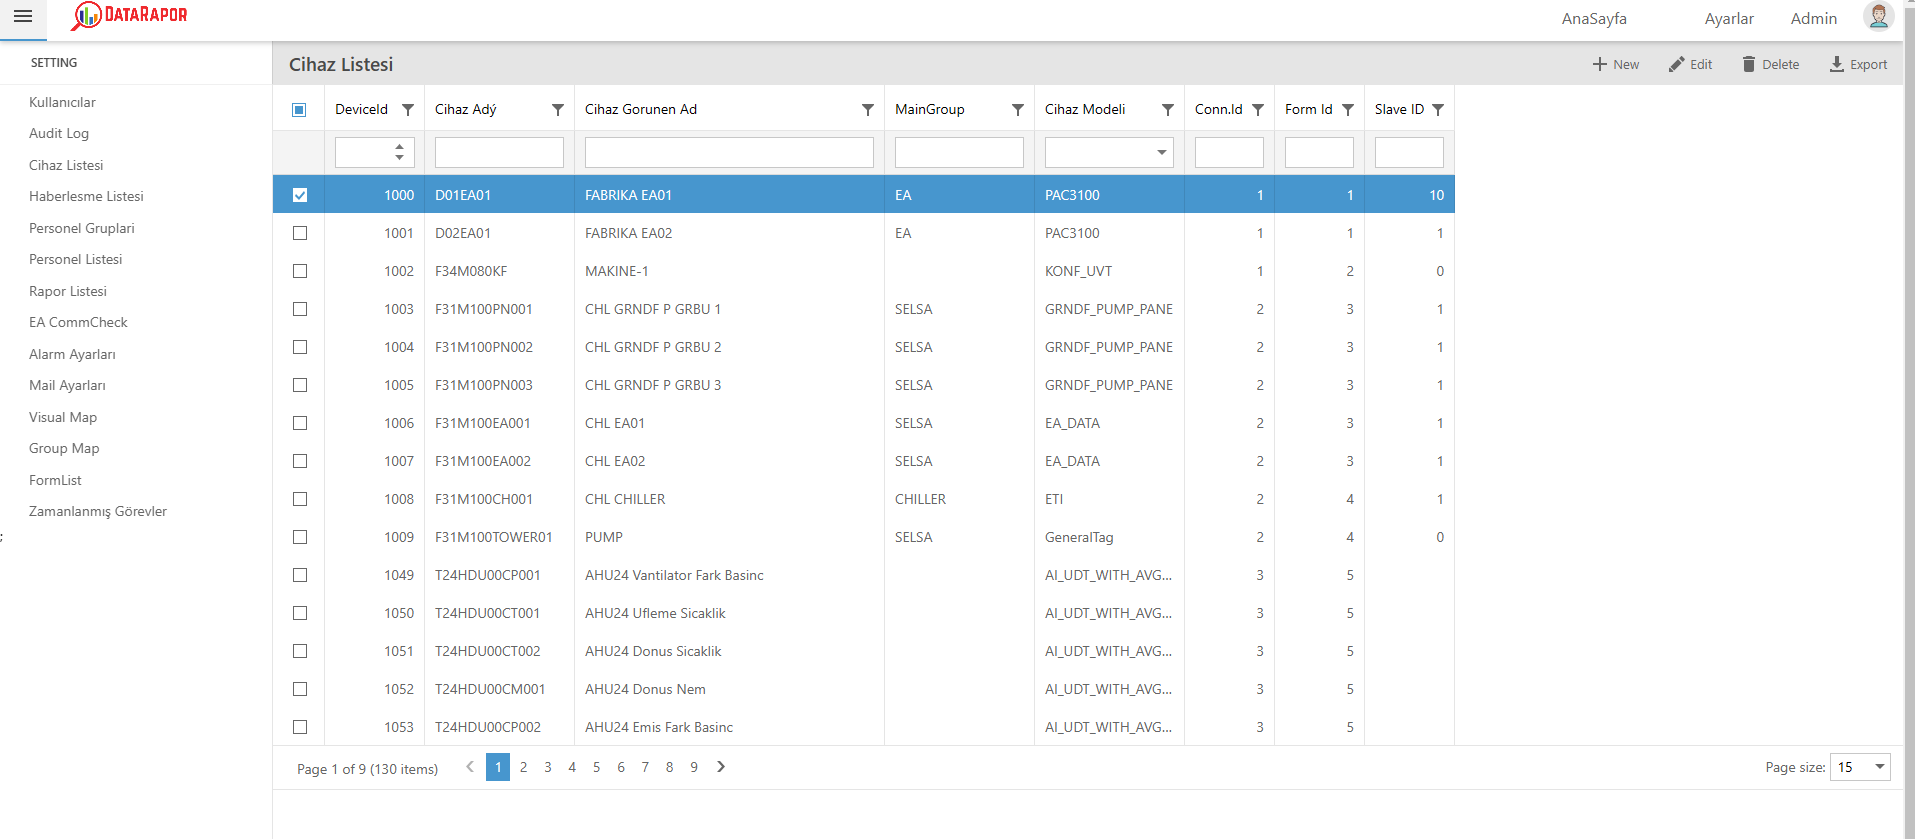 DATARAPOR
AnaSayfa Ayarlar Admin
SETTING
Kullanıcılar
Audit Log
Cihaz Listesi
Haberlesme Listesi
Personel Gruplari
Personel Listesi
Rapor Listesi
EA CommCheck
Alarm Ayarları
Mail Ayarları
Visual Map
Group Map
FormList
Zamanlanmış Görevler
;
Cihaz Listesi New Edit Delete Export
DeviceId Cihaz Adý Cihaz Gorunen Ad MainGroup Cihaz Modeli Conn.Id Form Id Slave ID
1000 D01EA01 FABRIKA EA01 EA PAC3100 1 1 10
1001 D02EA01 FABRIKA EA02 EA PAC3100 1 1 1
1002 F34M080KF MAKINE-1 KONF_UVT 1 2 0
1003 F31M100PN001 CHL GRNDF P GRBU 1 SELSA GRNDF_PUMP_PANE 2 3 1
1004 F31M100PN002 CHL GRNDF P GRBU 2 SELSA GRNDF_PUMP_PANE 2 3 1
1005 F31M100PN003 CHL GRNDF P GRBU 3 SELSA GRNDF_PUMP_PANE 2 3 1
1006 F31M100EA001 CHL EA01 SELSA EA_DATA 2 3 1
1007 F31M100EA002 CHL EA02 SELSA EA_DATA 2 3 1
1008 F31M100CH001 CHL CHILLER CHILLER ETI 2 4 1
1009 F31M100TOWER01 PUMP SELSA GeneralTag 2 4 0
1049 T24HDU00CP001 AHU24 Vantilator Fark Basinc AI_UDT_WITH_AVG... 3 5
1050 T24HDU00CT001 AHU24 Ufleme Sicaklik AI_UDT_WITH_AVG... 3 5
1051 T24HDU00CT002 AHU24 Donus Sicaklik AI_UDT_WITH_AVG... 3 5
1052 T24HDU00CM001 AHU24 Donus Nem AI_UDT_WITH_AVG... 3 5
1053 T24HDU00CP002 AHU24 Emis Fark Basinc AI_UDT_WITH_AVG... 3 5
Page 1 of 9 (130 items) 1 2 3 4 5 6 7 8 9 Page size: 15